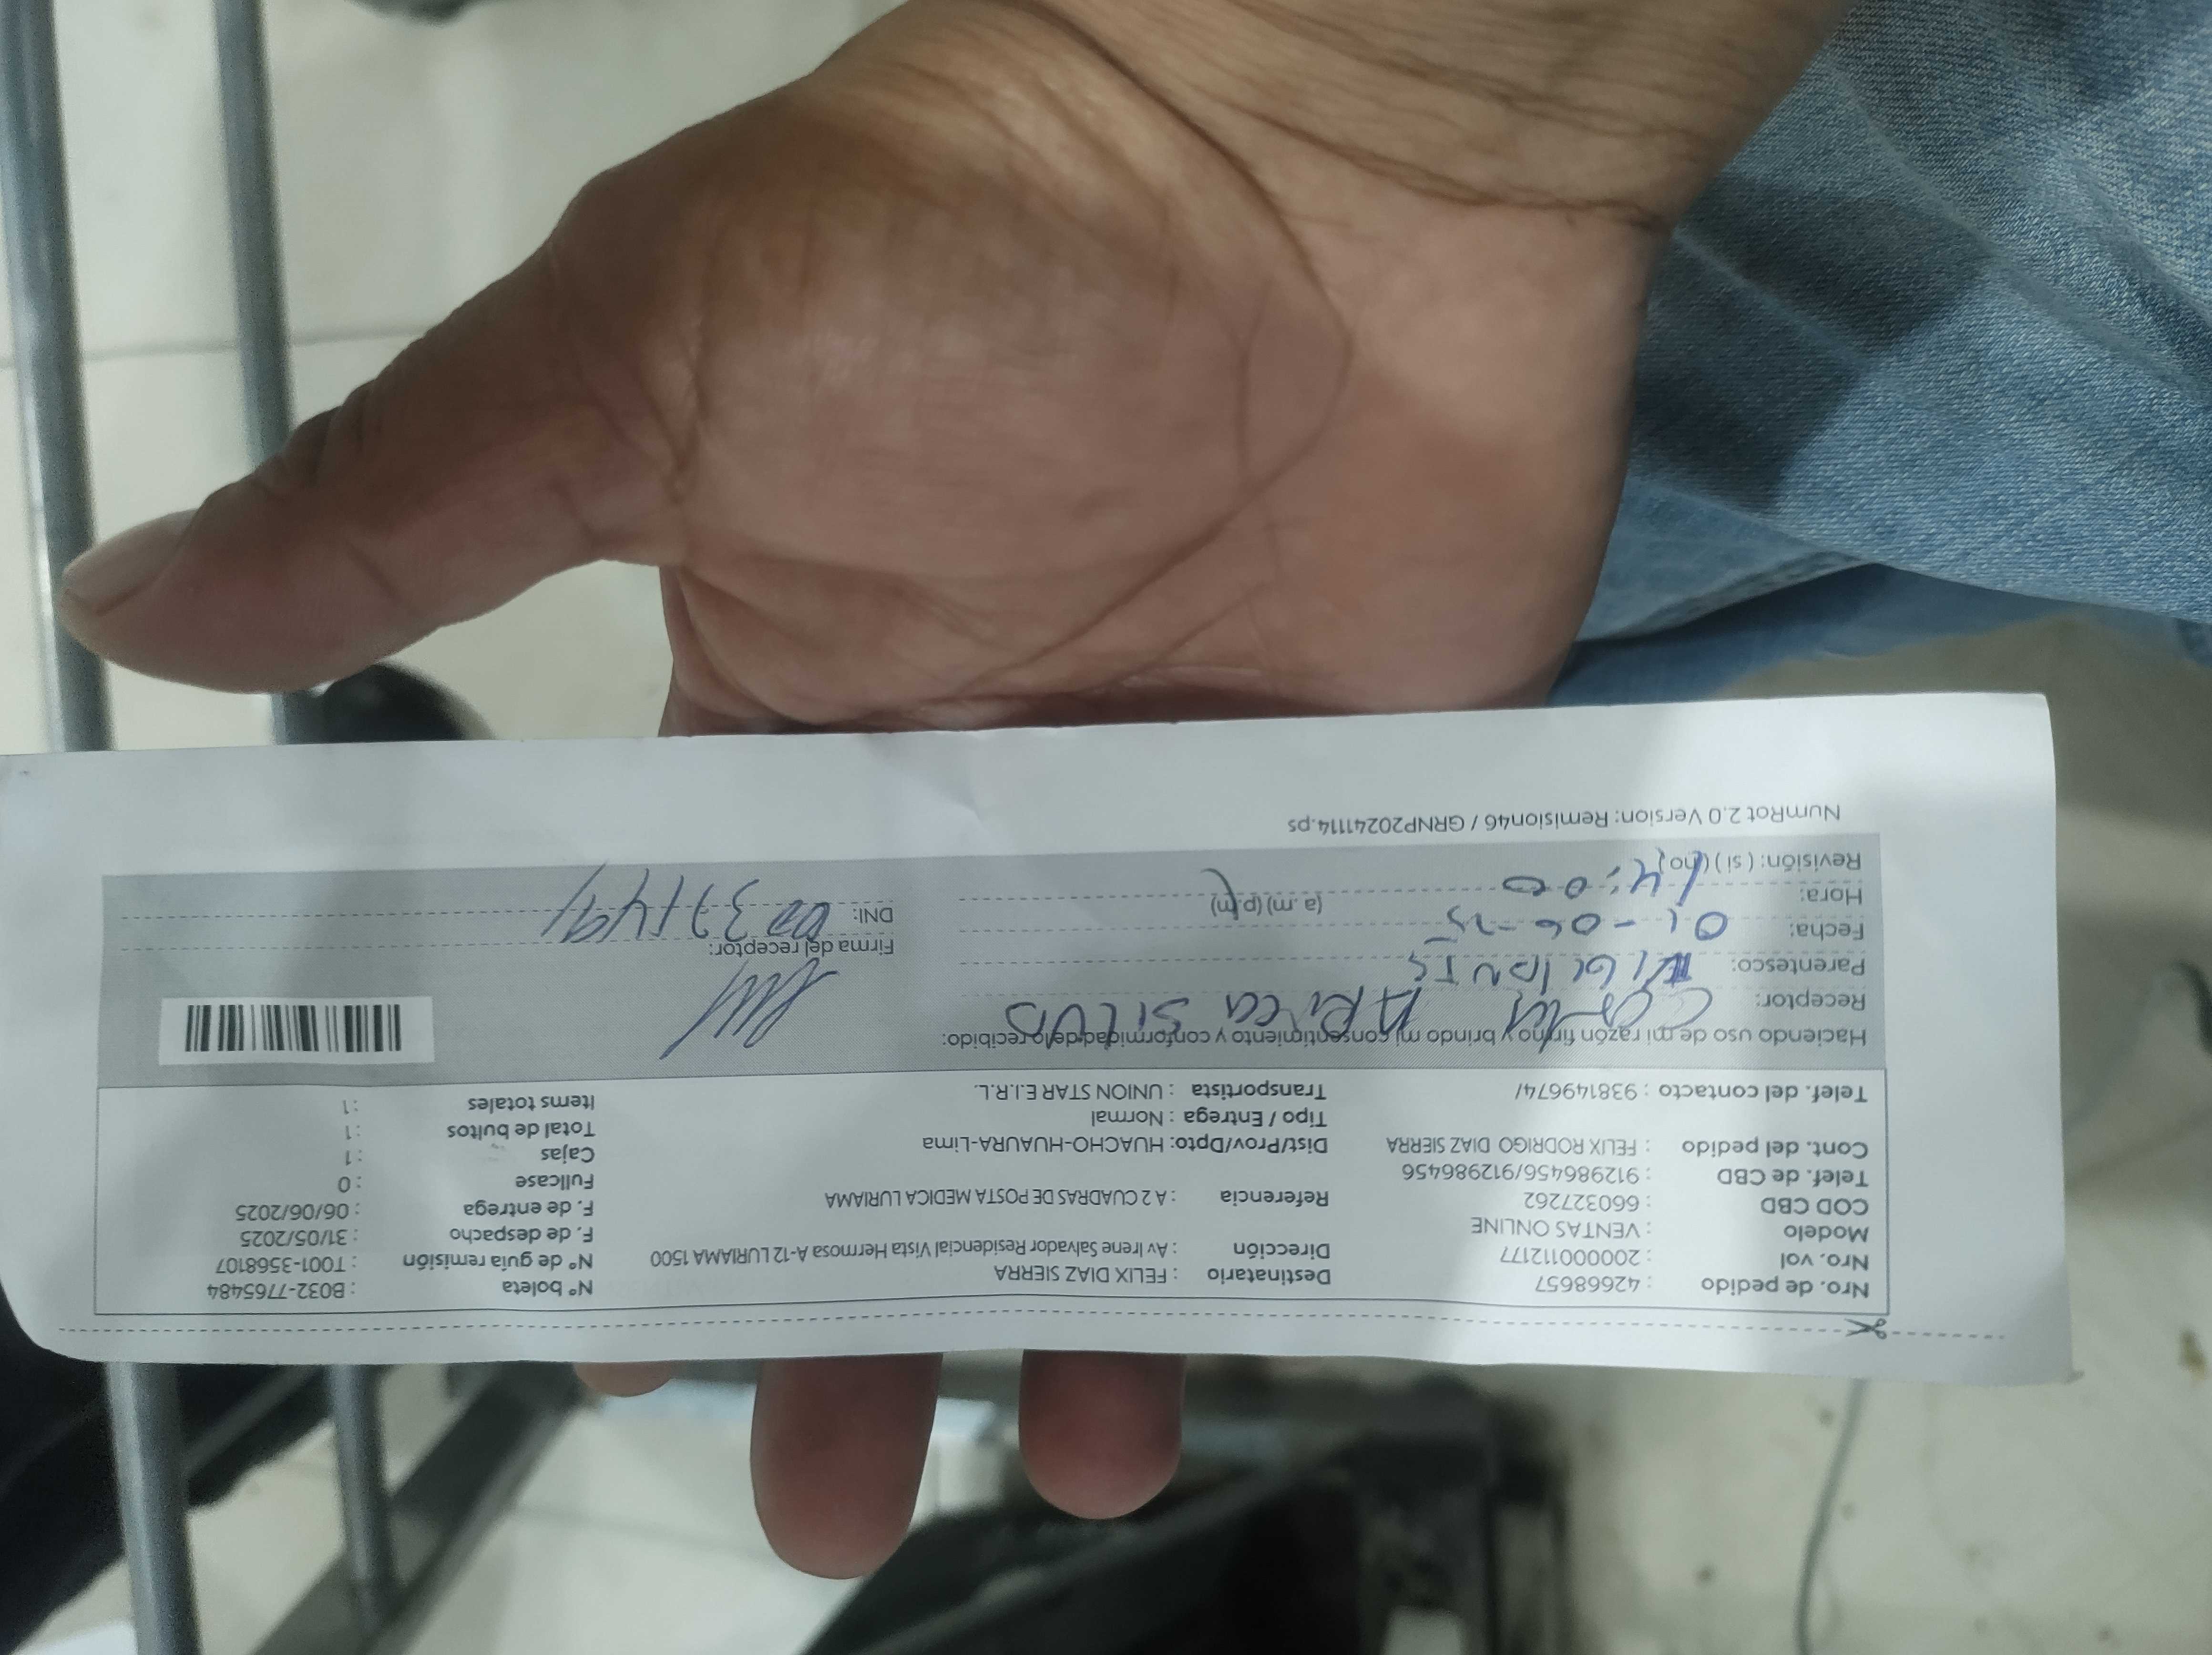 Nro. de pedido : 42668657 Destinatario : FELIX DIAZ SIERRA N° boleta : B032-7765484
Nro. vol : 20000112177 Dirección : Av Irene Salvador Residencial Vista Hermosa A-12 LURIAMA 1500 N° de guía remisión : T001-3568107
Modelo : VENTAS ONLINE F. de despacho : 31/05/2025
COD CBD : 660327262 Referencia : A 2 CUADRAS DE POSTA MEDICA LURIAMA F. de entrega : 06/06/2025
Telef. de CBD : 912986456/912986456 Fullcase : 0
Cont. del pedido : FELIX RODRIGO DIAZ SIERRA Dist/Prov/Dpto: HUACHO-HUAURA-Lima Cajas : 1
Tipo / Entrega : Normal Total de bultos : 1
Telef. del contacto : 938149674/ Transportista : UNION STAR E.I.R.L. Items totales : 1
Haciendo uso de mi razón firmo y brindo mi consentimiento y conformidad de lo recibido:
Receptor:
Parentesco: VIGILANTE
Fecha: 01-06-25 Firma del receptor:
Hora: 14:00 (a.m) (p.m) DNI:
Revisión: ( si ) ( no )
NumRot 2.0 Version: Remision46 / GRNP20241114.ps